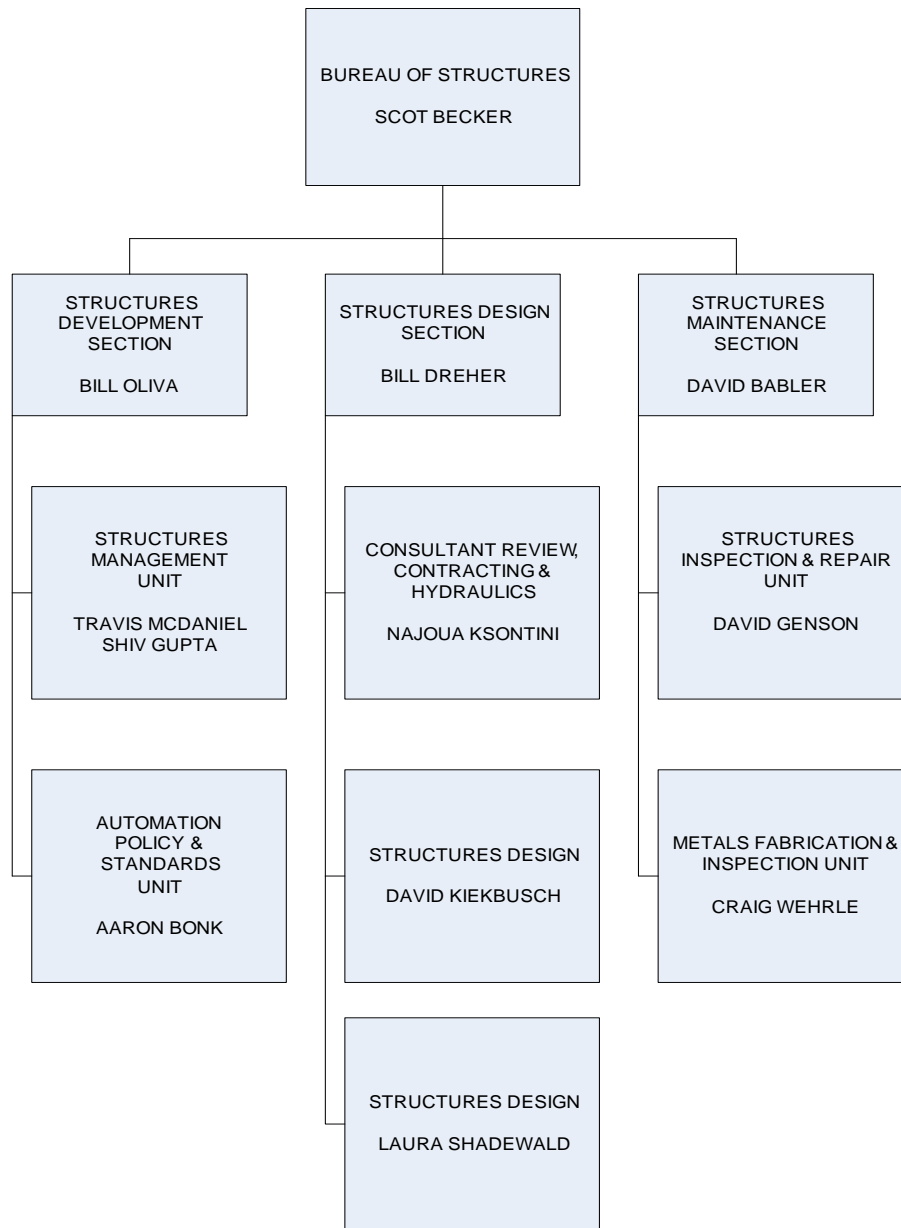 BUREAU OF STRUCTURES
SCOT BECKER
STRUCTURES
DEVELOPMENT
SECTION
BILL OLIVA
STRUCTURES DESIGN
SECTION
BILL DREHER
STRUCTURES
MAINTENANCE
SECTION
DAVID BABLER
STRUCTURES
MANAGEMENT
UNIT
TRAVIS MCDANIEL
SHIV GUPTA
CONSULTANT REVIEW,
CONTRACTING &
HYDRAULICS
NAJOUA KSONTINI
STRUCTURES
INSPECTION & REPAIR
UNIT
DAVID GENSON
AUTOMATION
POLICY &
STANDARDS
UNIT
AARON BONK
STRUCTURES DESIGN
DAVID KIEKBUSCH
METALS FABRICATION &
INSPECTION UNIT
CRAIG WEHRLE
STRUCTURES DESIGN
LAURA SHADEWALD